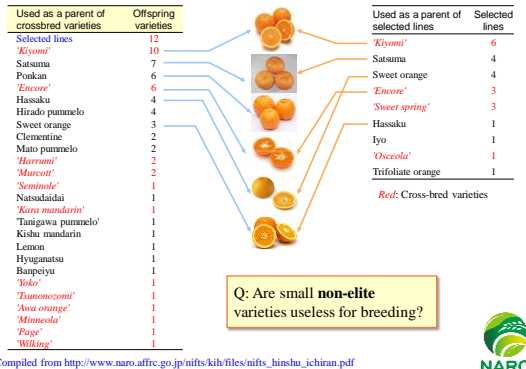 Used as a parent of crossbred varieties Offspring varieties
Selected lines 12
'Kiyomi' 10
Satsuma 7
Ponkan 6
'Encore' 6
Hassaku 4
Hirado pummelo 4
Sweet orange 3
Clementine 2
Mato pummelo 2
'Harrumi' 2
'Murcott' 2
'Seminole' 1
Natsudaidai 1
'Kara mandarin' 1
'Tanigawa pummelo' 1
Kishu mandarin 1
Lemon 1
Hyuganatsu 1
Banpeiyu 1
'Yoko' 1
'Tsunonozomi' 1
'Awa orange' 1
'Minneola' 1
'Page' 1
'Wilking' 1
Used as a parent of selected lines Selected lines
'Kiyomi' 6
Satsuma 4
Sweet orange 4
'Encore' 3
'Sweet spring' 3
Hassaku 1
Iyo 1
'Osceola' 1
Trifoliate orange 1
Red: Cross-bred varieties
Q: Are small non-elite
varieties useless for breeding?
Compiled from http://www.naro.affrc.go.jp/nifts/kih/files/nifts_hinshu_ichiran.pdf
NARO